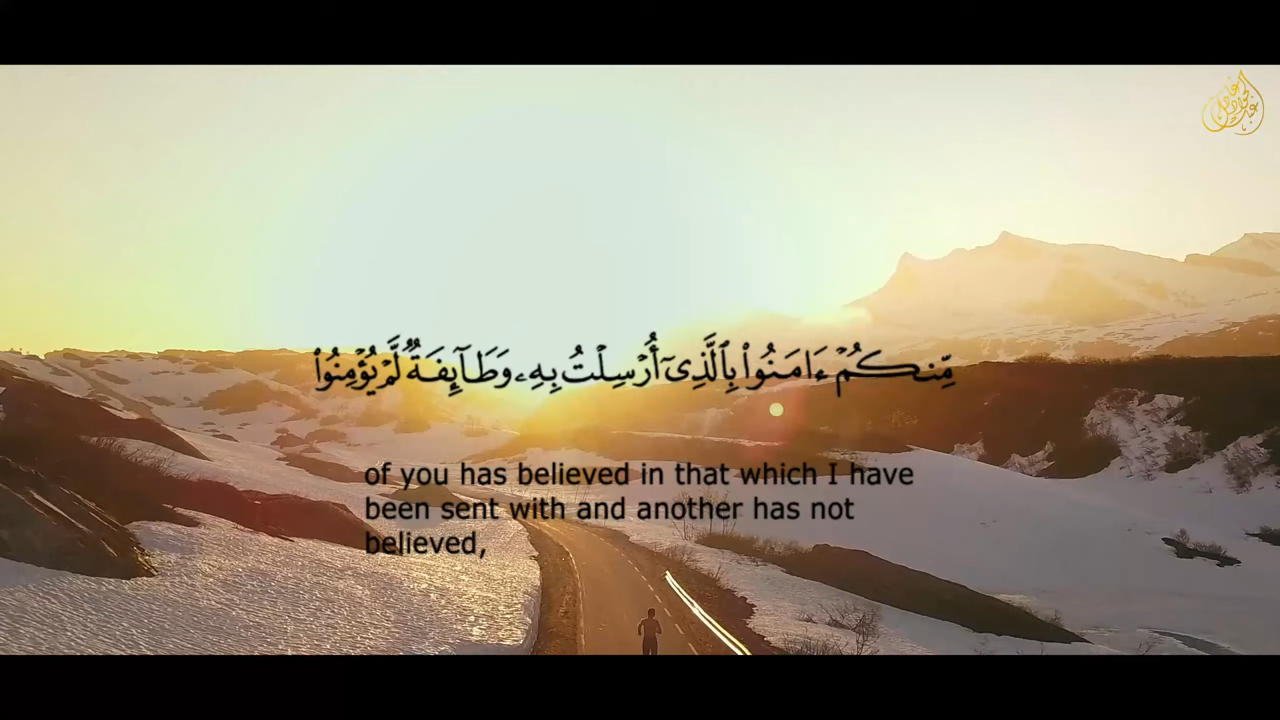 مِّنكُمْ ءَامَنُوا۟ بِٱلَّذِىٓ أُرْسِلْتُ بِهِۦ وَطَآئِفَةٌ لَّمْ يُؤْمِنُوا۟
of you has believed in that which I have
been sent with and another has not
believed,